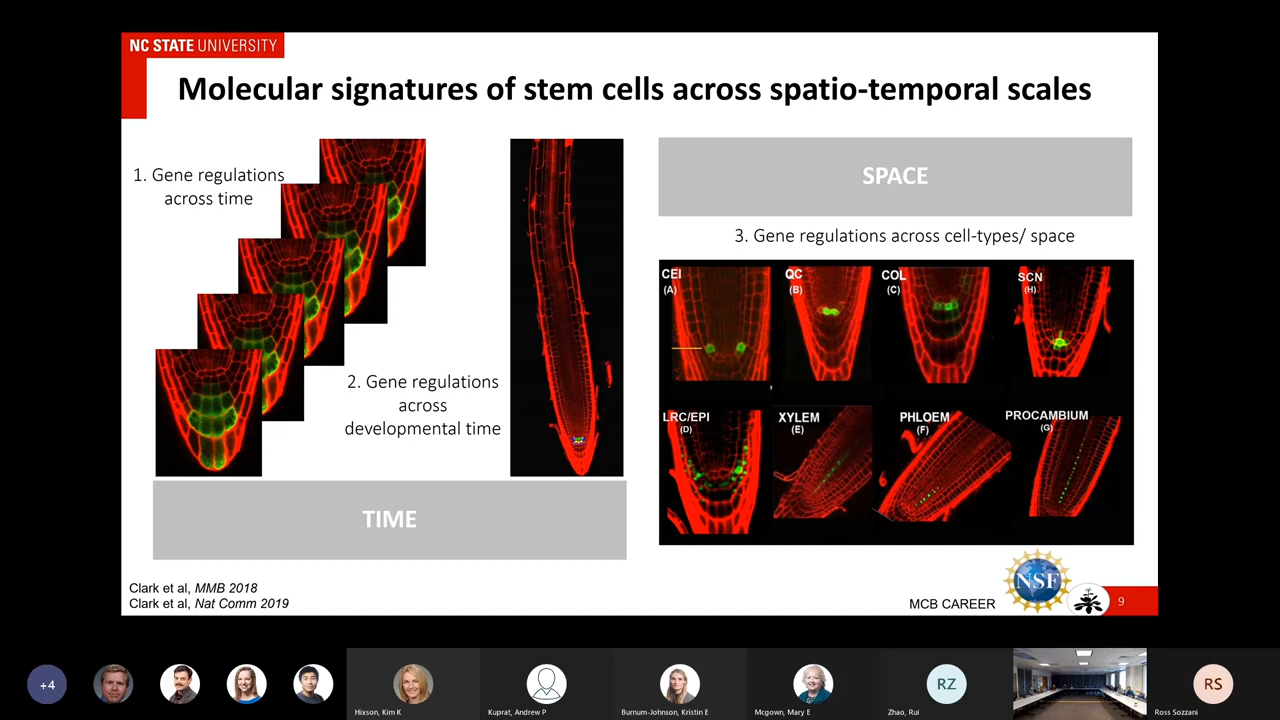 NC STATE UNIVERSITY
Molecular signatures of stem cells across spatio-temporal scales
1. Gene regulations
across time
2. Gene regulations
across
developmental time
TIME
SPACE
3. Gene regulations across cell-types/ space
CEI
(A)
QC
(B)
COL
(C)
SCN
(H)
LRC/EPI
(D)
XYLEM
(E)
PHLOEM
(F)
PROCAMBIUM
(G)
Clark et al, MMB 2018
Clark et al, Nat Comm 2019
MCB CAREER
NSF
9
+4
Hixson, Kim K
Kuprat, Andrew P
Burnum-Johnson, Kristin E
Mcgown, Mary E
RZ
Zhao, Rui
RS
Ross Sozzani